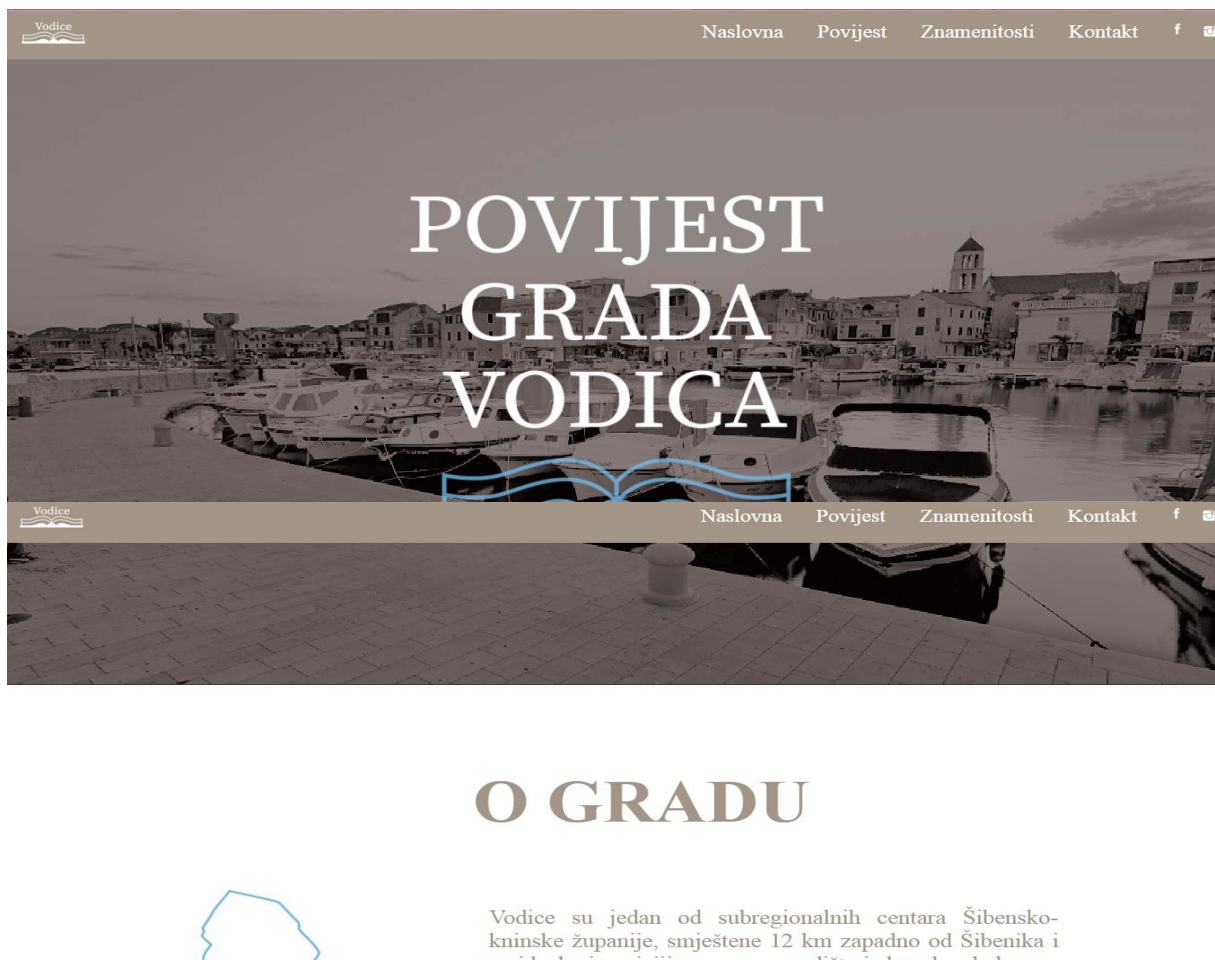 Vodice
Naslovna Povijest Znamenitosti Kontakt f
POVIJEST
GRADA
VODICA
Vodice
Naslovna Povijest Znamenitosti Kontakt f
O GRADU
Vodice su jedan od subregionalnih centara Šibensko-
kninske županije, smještene 12 km zapadno od Šibenika i